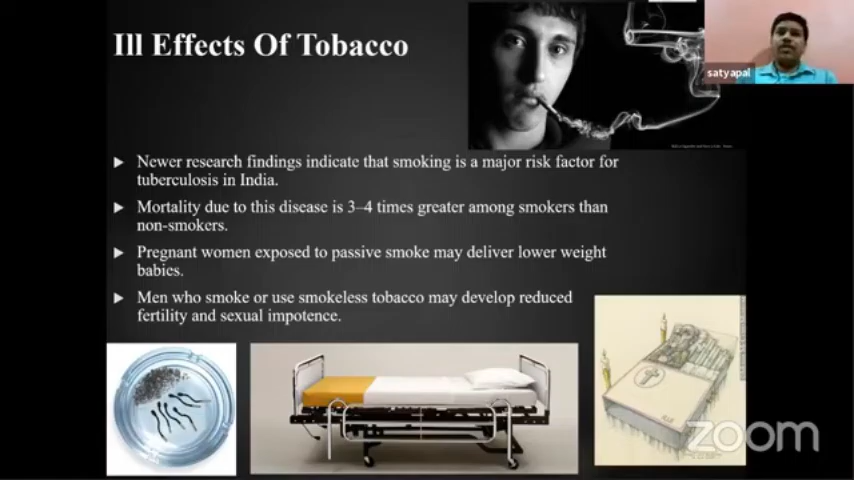 Ill Effects Of Tobacco
satyapal
Newer research findings indicate that smoking is a major risk factor for
tuberculosis in India.
Mortality due to this disease is 3–4 times greater among smokers than
non-smokers.
Pregnant women exposed to passive smoke may deliver lower weight
babies.
Men who smoke or use smokeless tobacco may develop reduced
fertility and sexual impotence.
zoom